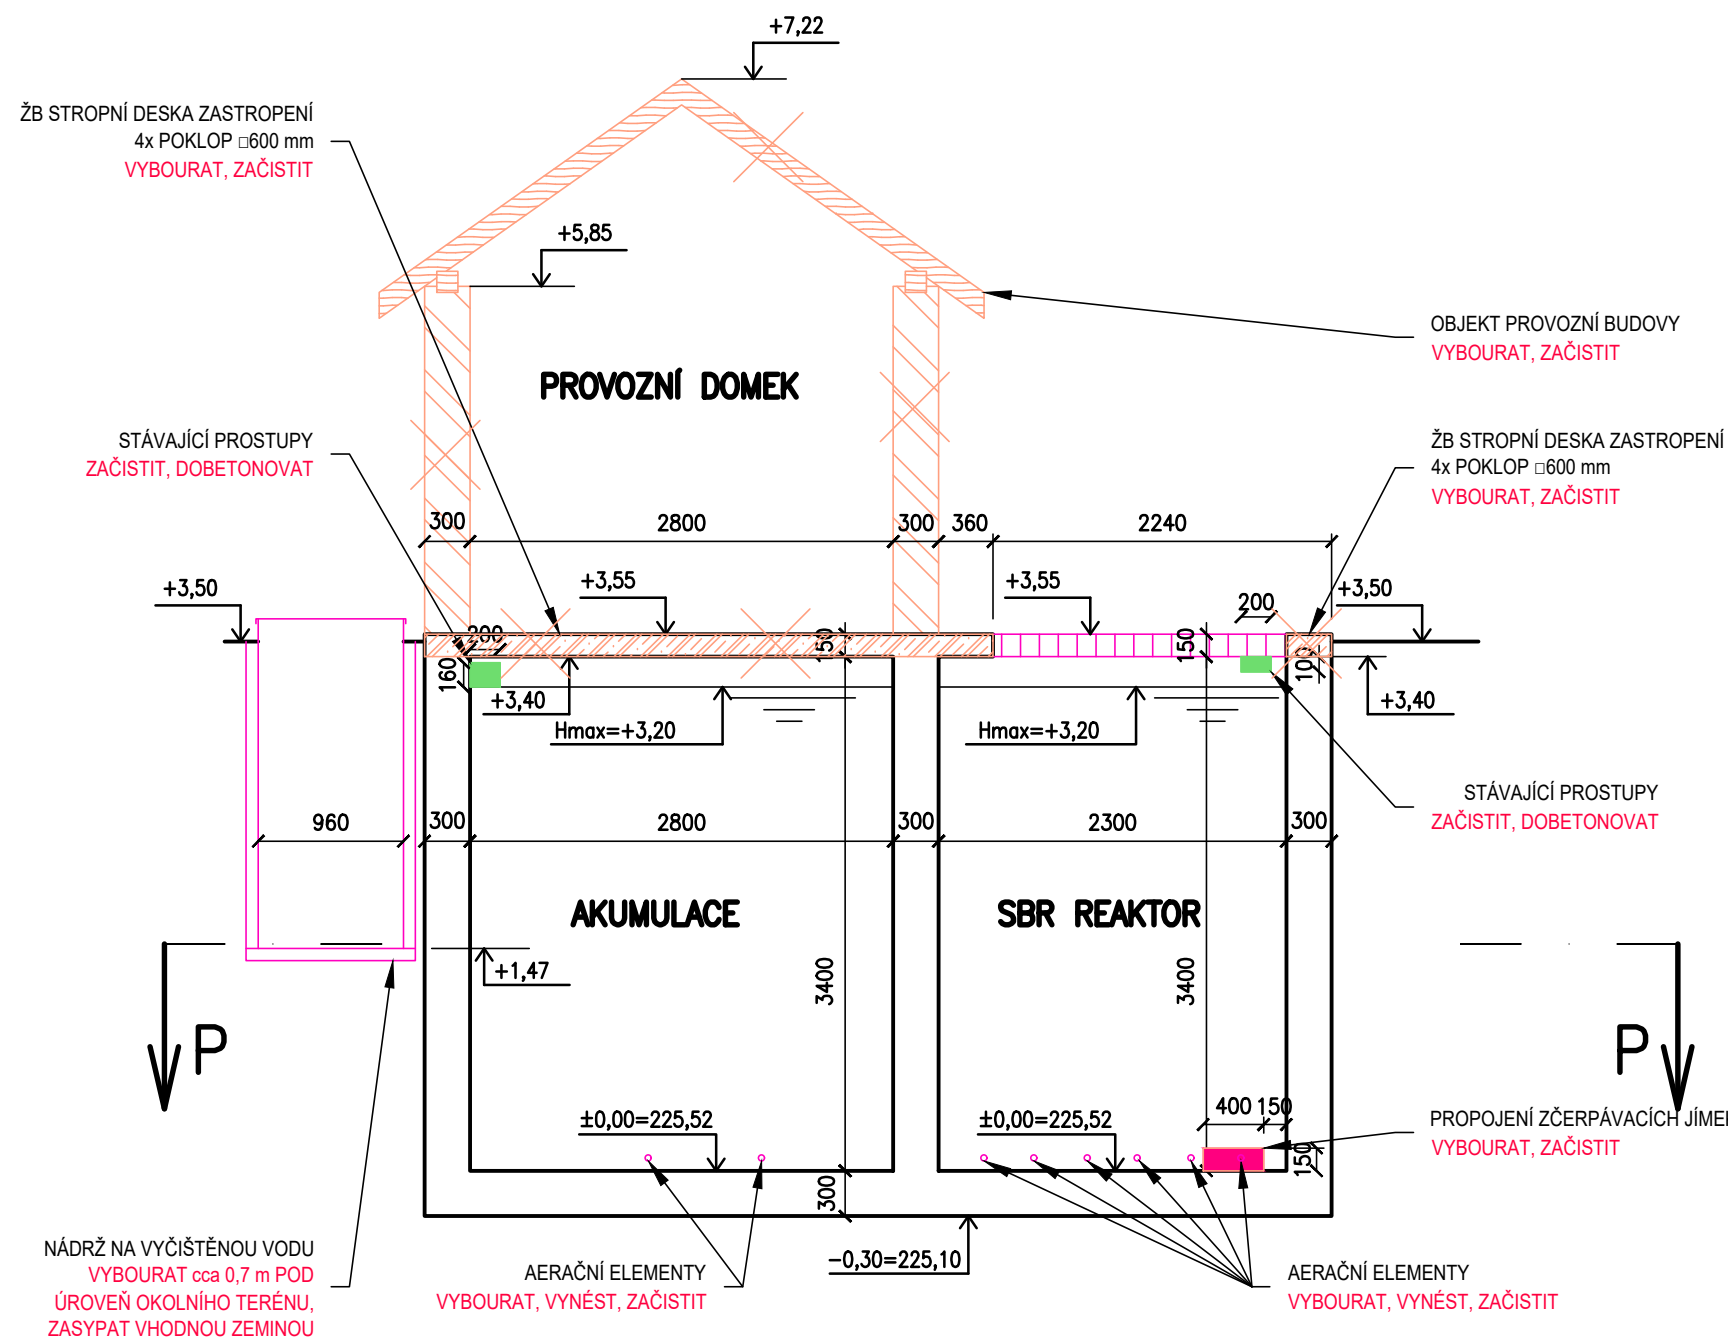 +7,22
ŽB STROPNÍ DESKA ZASTROPENÍ
4x POKLOP □600 mm
VYBOURAT, ZAČISTIT
+5,85
OBJEKT PROVOZNÍ BUDOVY
VYBOURAT, ZAČISTIT
PROVOZNÍ DOMEK
STÁVAJÍCÍ PROSTUPY
ZAČISTIT, DOBETONOVAT
ŽB STROPNÍ DESKA ZASTROPENÍ
4x POKLOP □600 mm
VYBOURAT, ZAČISTIT
300 2800 300 360 2240
+3,50 +3,55 +3,55 200 +3,50
200 150 150 100
160
+3,40 +3,40
Hmax=+3,20 Hmax=+3,20
STÁVAJÍCÍ PROSTUPY
ZAČISTIT, DOBETONOVAT
960 300 2800 300 2300 300
AKUMULACE SBR REAKTOR
+1,47
3400 3400
P P
±0,00=225,52 ±0,00=225,52
400 150
PROPOJENÍ ZČERPÁVACÍCH
VYBOURAT, ZAČISTIT
150
300
-0,30=225,10
NÁDRŽ NA VYČIŠTĚNOU VODU
VYBOURAT cca 0,7 m POD
ÚROVEŇ OKOLNÍHO TERÉNU,
ZASYPAT VHODNOU ZEMINOU
AERAČNÍ ELEMENTY
VYBOURAT, VYNÉST, ZAČISTIT
AERAČNÍ ELEMENTY
VYBOURAT, VYNÉST, ZAČISTIT